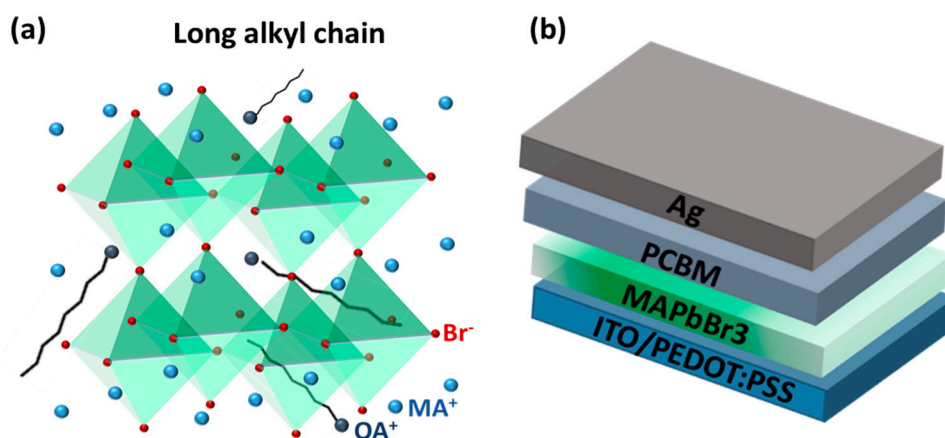 (a)
Long alkyl chain
Br-
MA+
OA+
(b)
Ag
PCBM
MAPbBr3
ITO/PEDOT:PSS